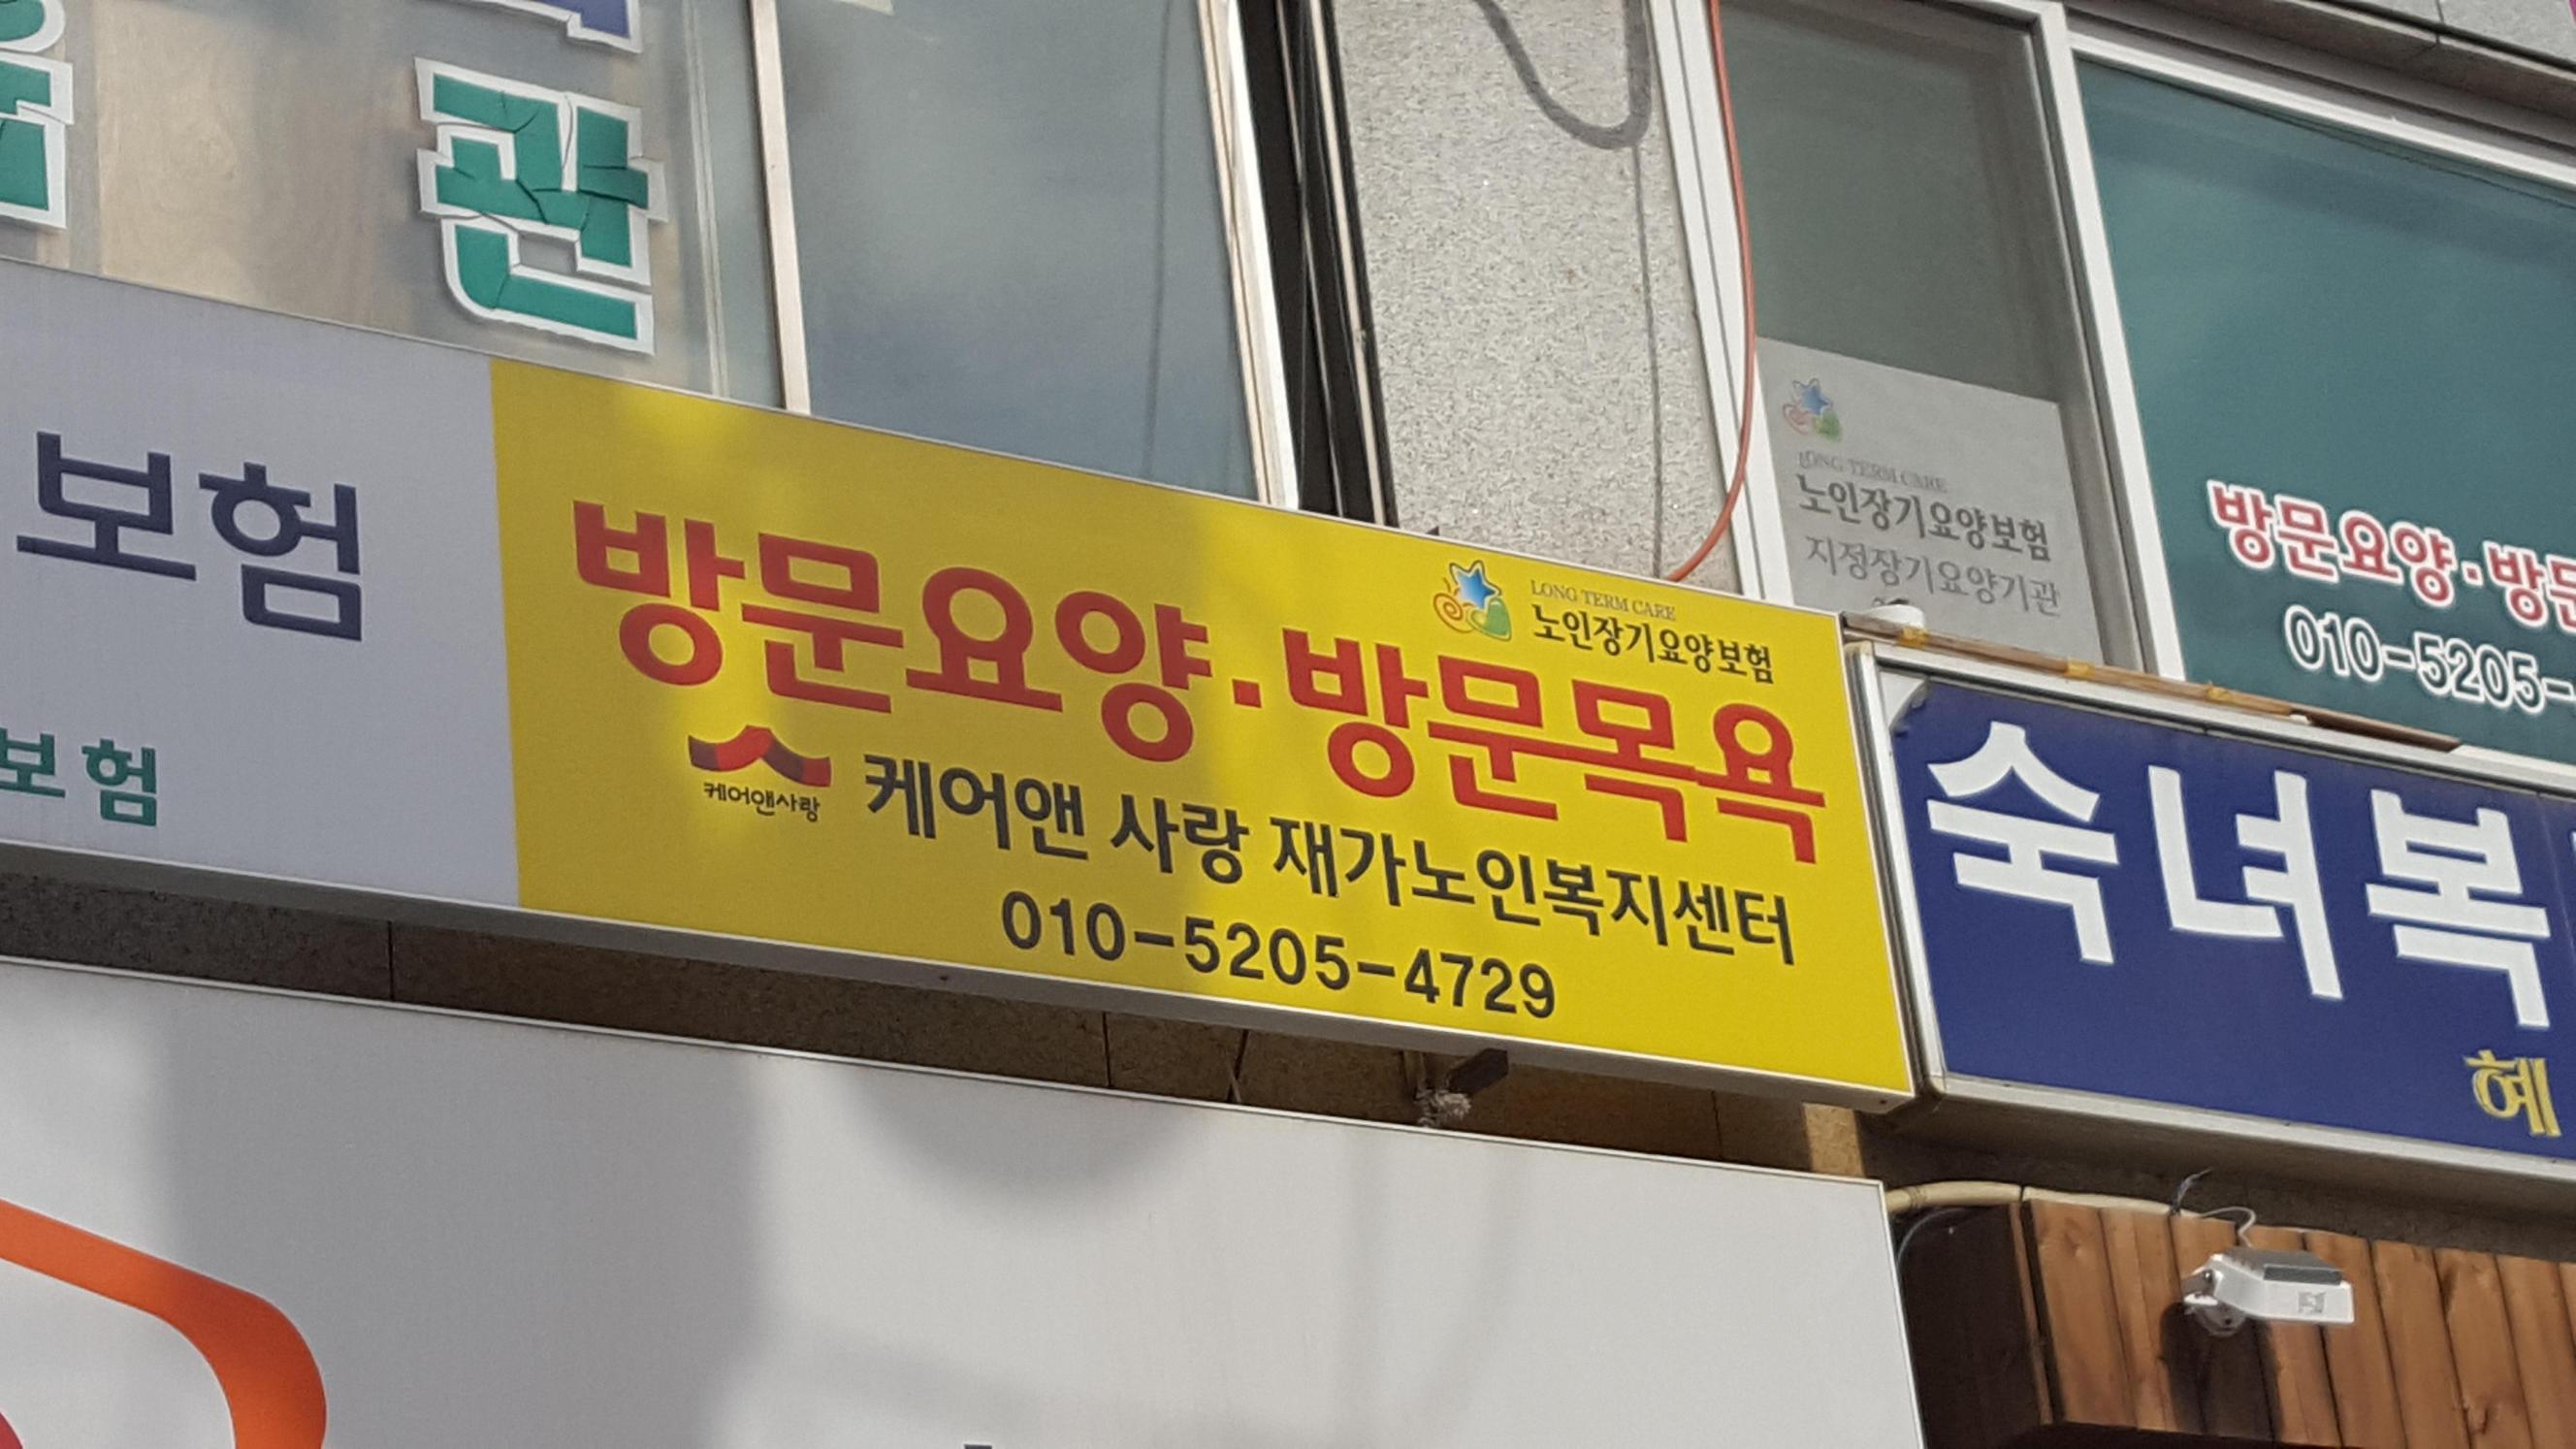 관
보험
보험
LONG TERM CARE
노인장기요양보험
방문요양·방문목욕
케어앤사랑
케어앤 사랑 재가노인복지센터
010-5205-4729
LONG TERM CARE
노인장기요양보험
지정장기요양기관
방문요양·방문
010-5205-
숙녀복
혜